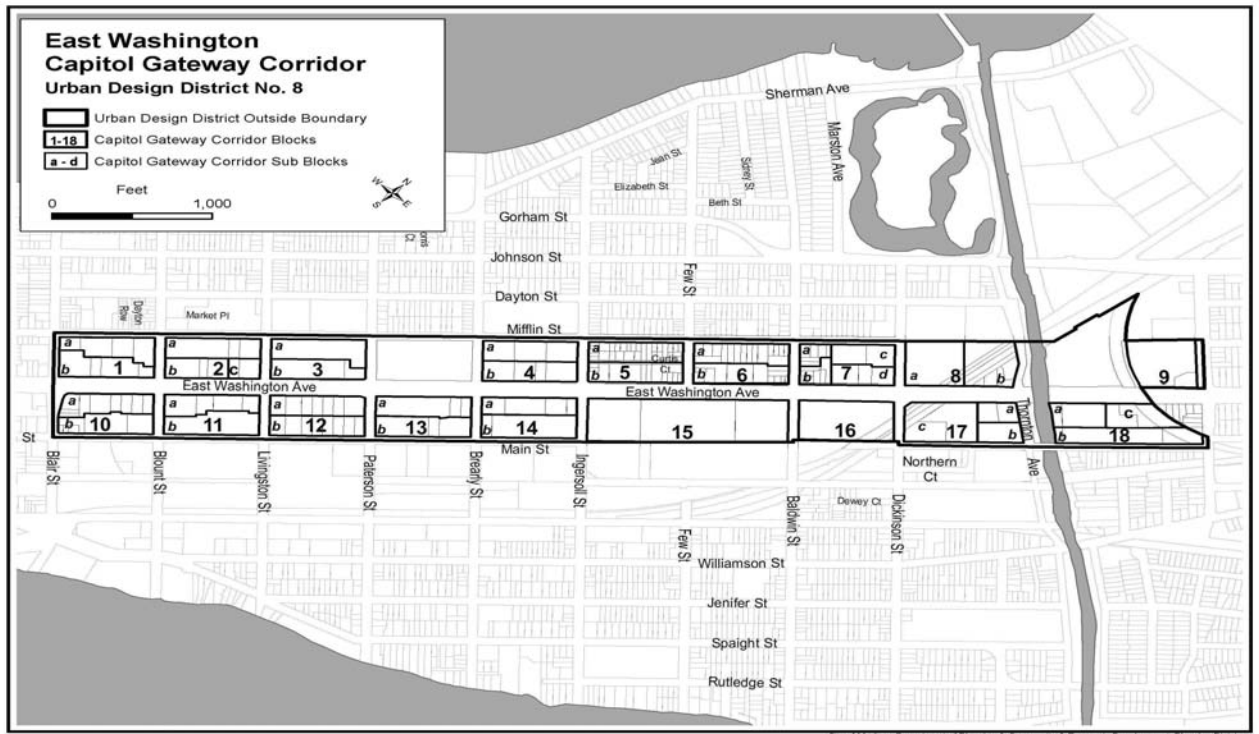 East Washington
Capitol Gateway Corridor
Urban Design District No. 8
Urban Design District Outside Boundary
1-18 Capitol Gateway Corridor Blocks
a - d Capitol Gateway Corridor Sub Blocks
Feet
0 1,000
N
E
S
W
Sherman Ave
Marston Ave
Jean St
Sidney St
Elizabeth St
Beth St
Gorham St
Ct
Johnson St
Few St
Dayton St
Dayton Row
Market Pl
Mifflin St
a a a a a a a c
b 1 b 2 c b 3 b 4 b 5 Curtis Ct b 6 b 7 d a 8 b 9
East Washington Ave East Washington Ave
a a a a a a a c
b 10 b 11 12 b 13 b 14 15 16 c 17 b b 18
b
Thornton Ave
St
Main St
Northern Ct
Blair St
Blount St
Livingston St
Paterson St
Brearly St
Ingersoll St
Baldwin St
Dickinson St
Dewey Ct
Few St
Williamson St
Jenifer St
Spaight St
Rutledge St